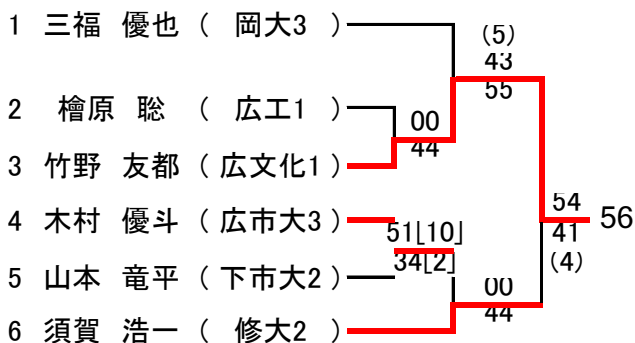 1 三福 優也 ( 岡大3 )
(5)
43
55
2 檜原 聡 ( 広工1 )
00
44
3 竹野 友都 ( 広文化1 )
4 木村 優斗 ( 広市大3 )
54
56
41
(4)
51[10]
34[2]
5 山本 竜平 ( 下市大2 )
00
44
6 須賀 浩一 ( 修大2 )